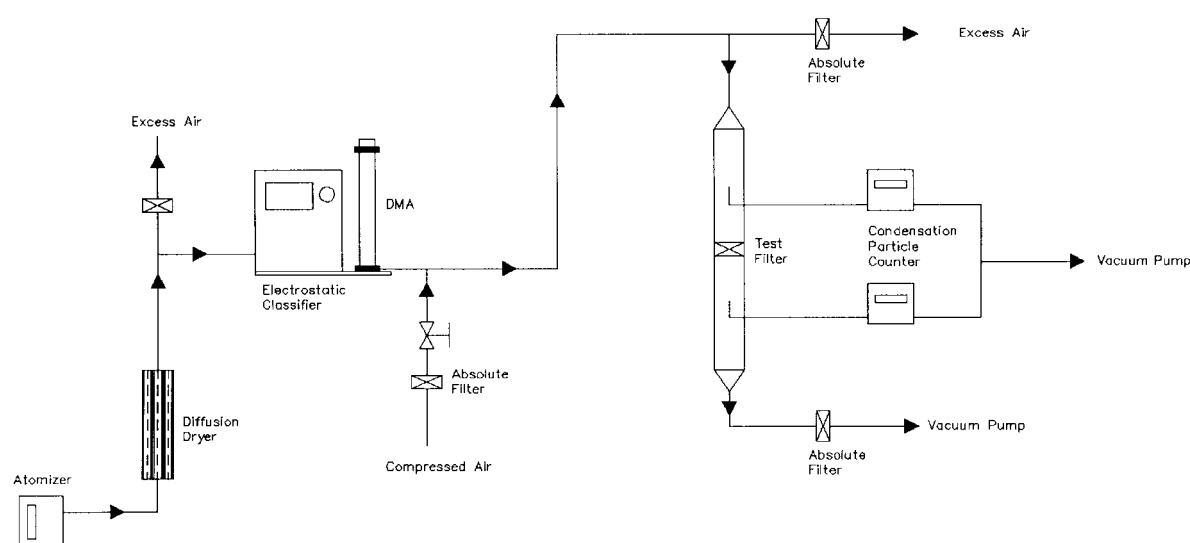 Excess Air
Absolute
Filter
Excess Air
DMA
Electrostatic
Classifier
Test
Filter
Condensation
Particle
Counter
Vacuum Pump
Absolute
Filter
Diffusion
Dryer
Compressed Air
Vacuum Pump
Absolute
Filter
Atomizer